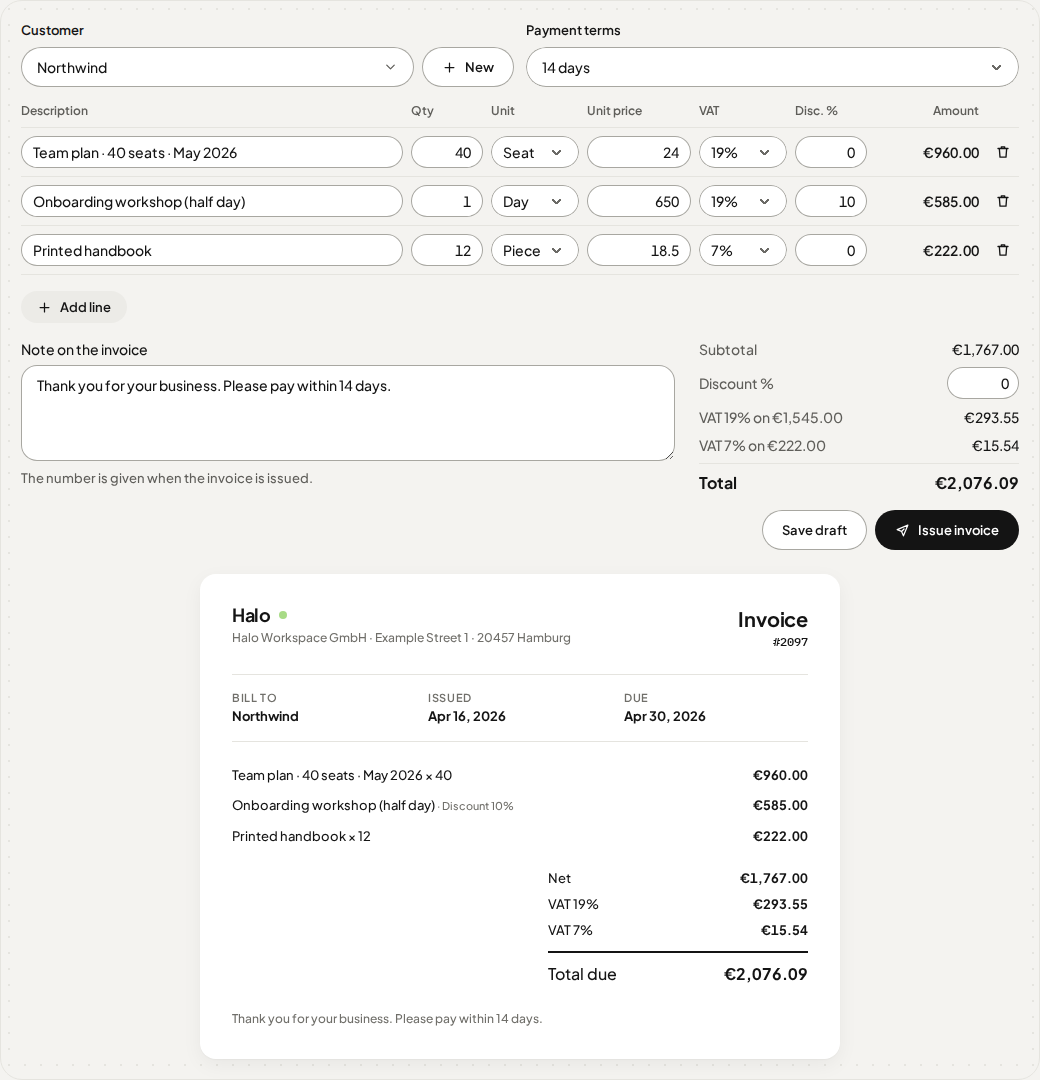 Customer Payment terms
Northwind + New 14 days
Description Qty Unit Unit price VAT Disc. % Amount
Team plan · 40 seats · May 2026 40 Seat 24 19% 0 €960.00
Onboarding workshop (half day) 1 Day 650 19% 10 €585.00
Printed handbook 12 Piece 18.5 7% 0 €222.00
+ Add line
Note on the invoice
Thank you for your business. Please pay within 14 days.
The number is given when the invoice is issued.
Subtotal €1,767.00
Discount % 0
VAT 19% on €1,545.00 €293.55
VAT 7% on €222.00 €15.54
Total €2,076.09
Save draft Issue invoice
Halo Invoice
Halo Workspace GmbH · Example Street 1 · 20457 Hamburg #2097
BILL TO ISSUED DUE
Northwind Apr 16, 2026 Apr 30, 2026
Team plan · 40 seats · May 2026 × 40 €960.00
Onboarding workshop (half day) · Discount 10% €585.00
Printed handbook × 12 €222.00
Net €1,767.00
VAT 19% €293.55
VAT 7% €15.54
Total due €2,076.09
Thank you for your business. Please pay within 14 days.